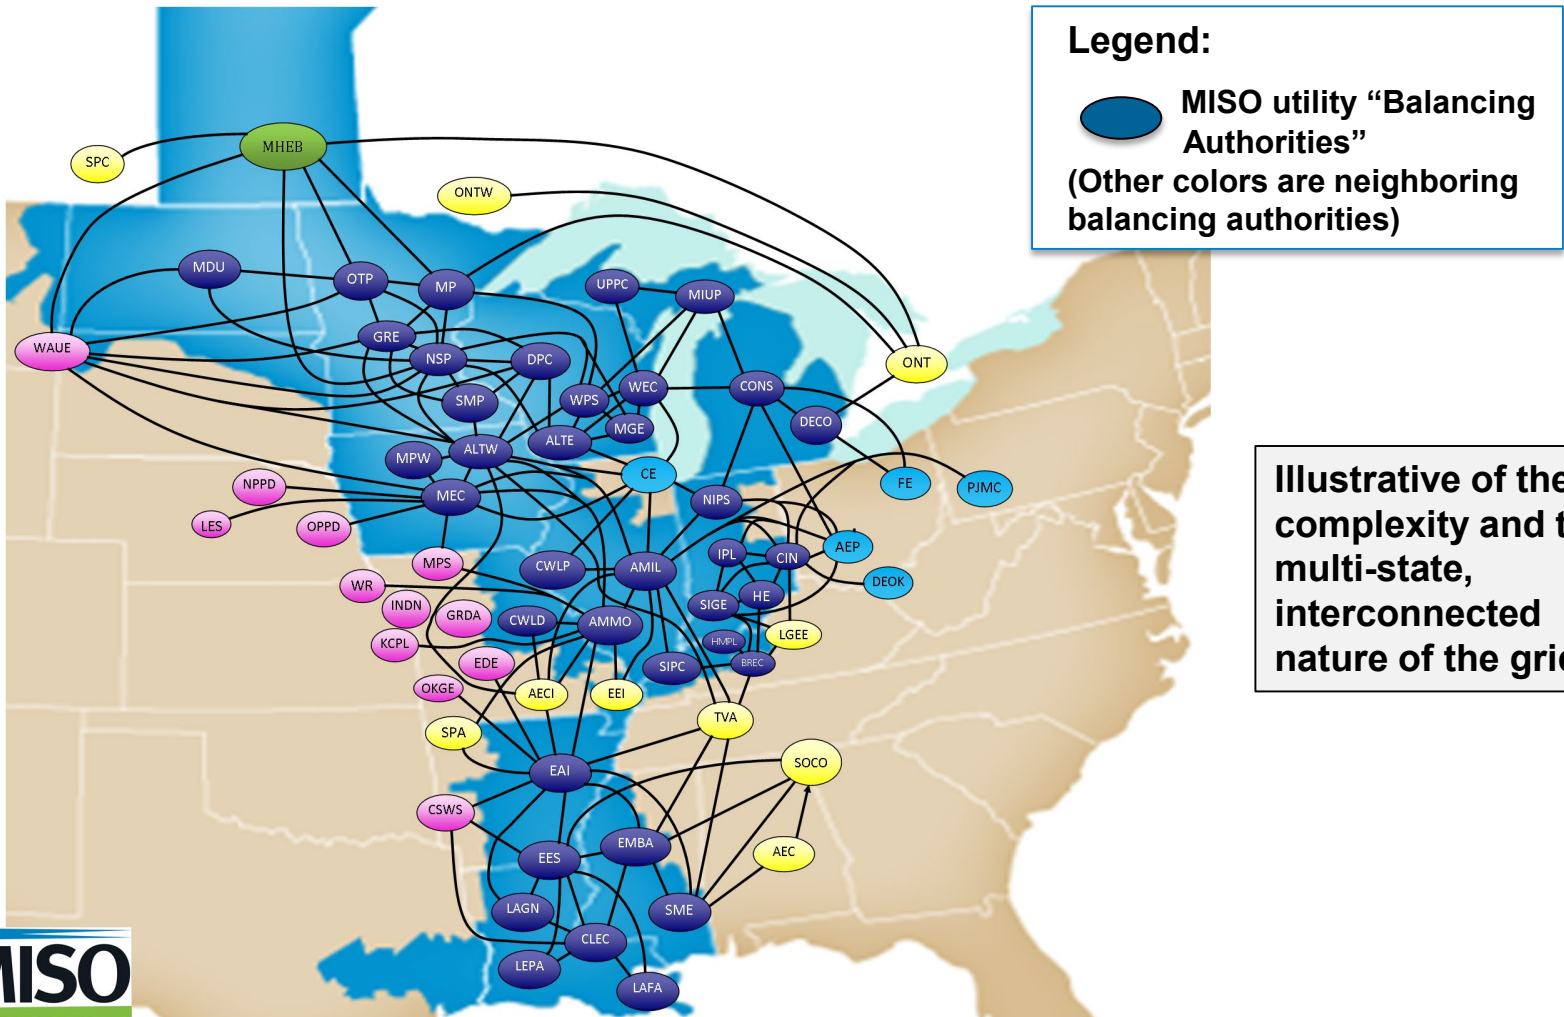 Legend:
MISO utility “Balancing
Authorities”
(Other colors are neighboring
balancing authorities)
MHEB
SPC
ONTW
MDU
OTP
MP
UPPC
MIUP
GRE
WAUE
NSP
DPC
ONT
WEC
CONS
SMP
WPS
DECO
MGE
ALTE
ALTW
MPW
CE
NPPD
MEC
FE
PJMC
NIPS
LES
OPPD
Illustrative of the
complexity and t
multi-state,
interconnected
nature of the gri
AEP
IPL
CIN
MPS
CWLP
AMIL
DEOK
WR
INDN
GRDA
SIGE
HE
CWLD
AMMO
LGEE
KCPL
HMPL
EDE
SIPC
BREC
OKGE
AECI
EEI
TVA
SPA
SOCO
EAI
CSWS
EMBA
EES
AEC
LAGN
SME
CLEC
LEPA
LAFA
MISO